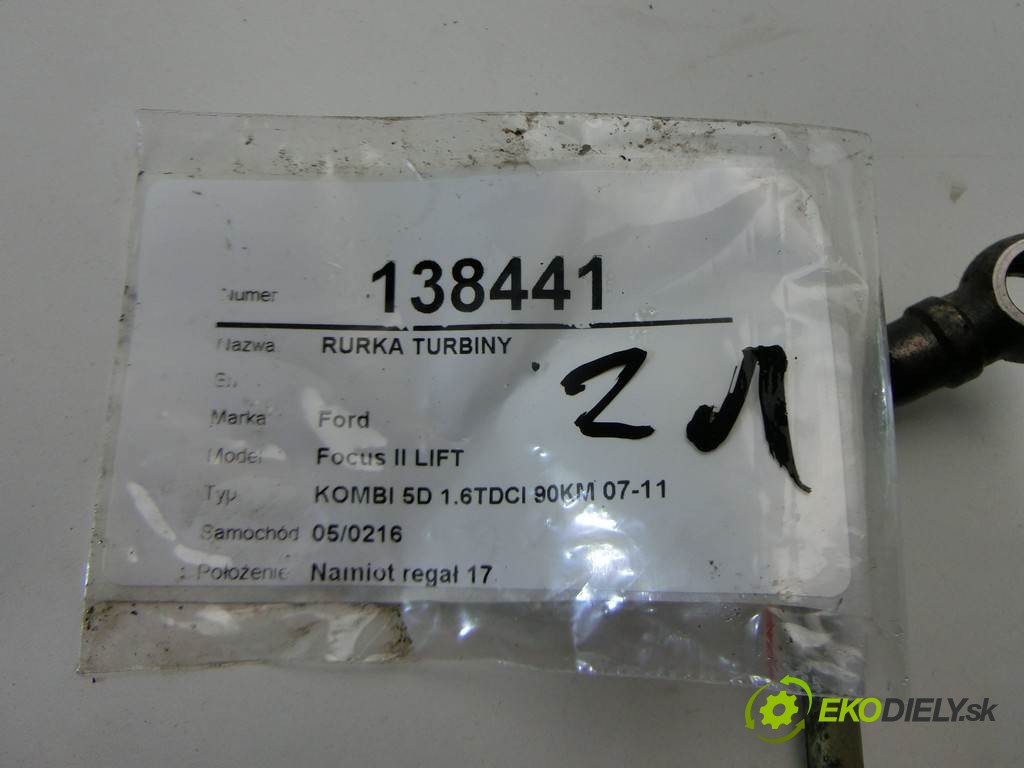 Numer 138441
Nazwa RURKA TURBINY
Marka Ford
Model Focus II LIFT
Typ KOMBI 5D 1.6TDCI 90KM 07-11
Samochód 05/0216
Położenie Namiot regał 17
EKODIELY.sk